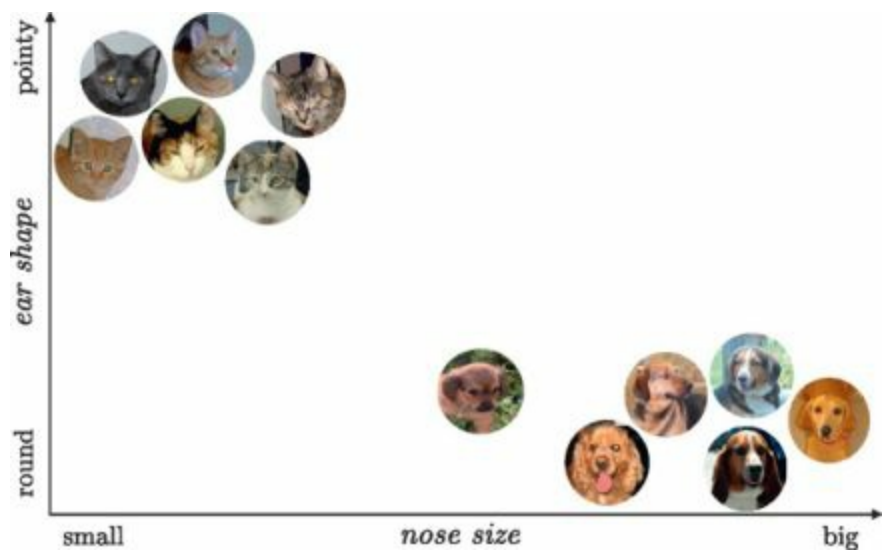 pointy
ear shape
round
small
nose size
big